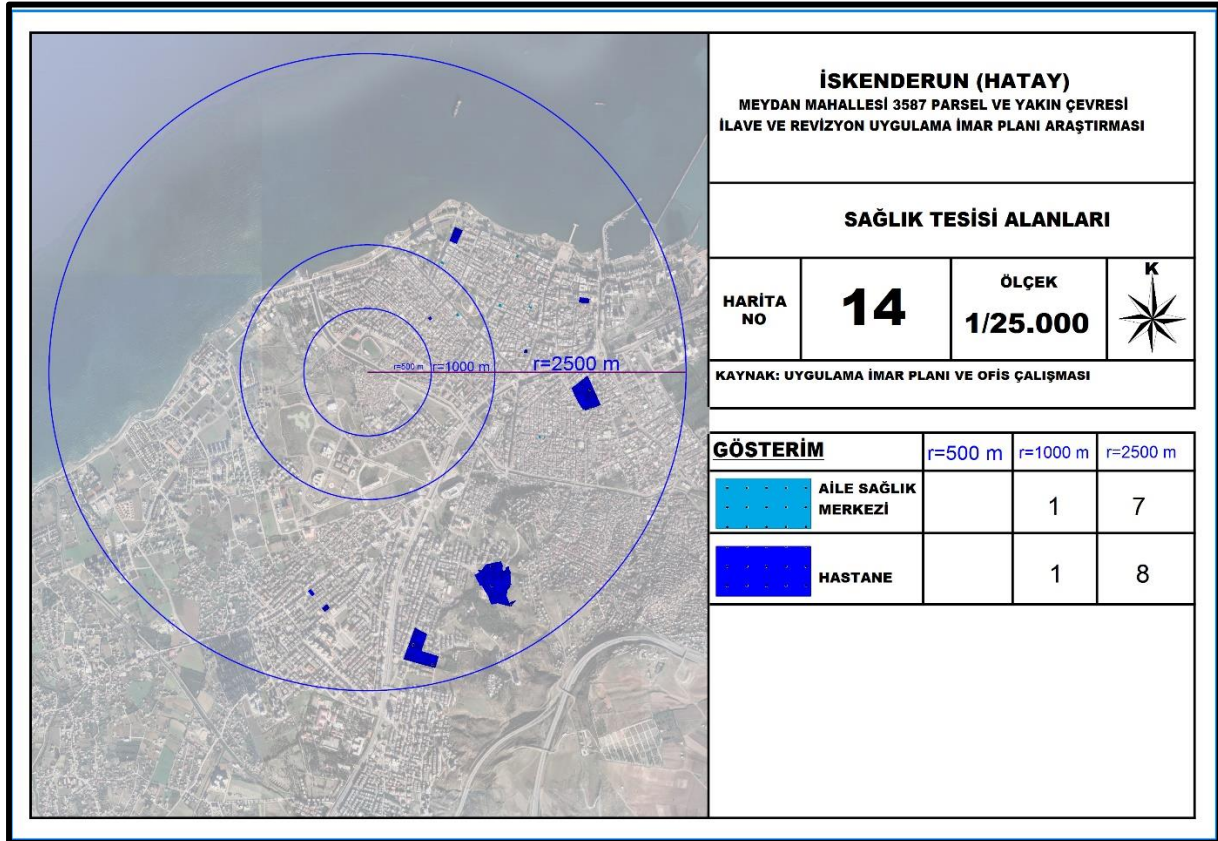 İSKENDERUN (HATAY)
MEYDAN MAHALLESİ 3587 PARSEL VE YAKIN ÇEVRESİ
İLAVE VE REVİZYON UYGULAMA İMAR PLANI ARAŞTIRMASI
SAĞLIK TESİSİ ALANLARI
HARİTA NO
14
ÖLÇEK
1/25.000
K
KAYNAK: UYGULAMA İMAR PLANI VE OFİS ÇALIŞMASI
r=500 m r=1000 m r=2500 m
GÖSTERİM r=500 m r=1000 m r=2500 m
AİLE SAĞLIK
MERKEZİ 1 7
HASTANE 1 8